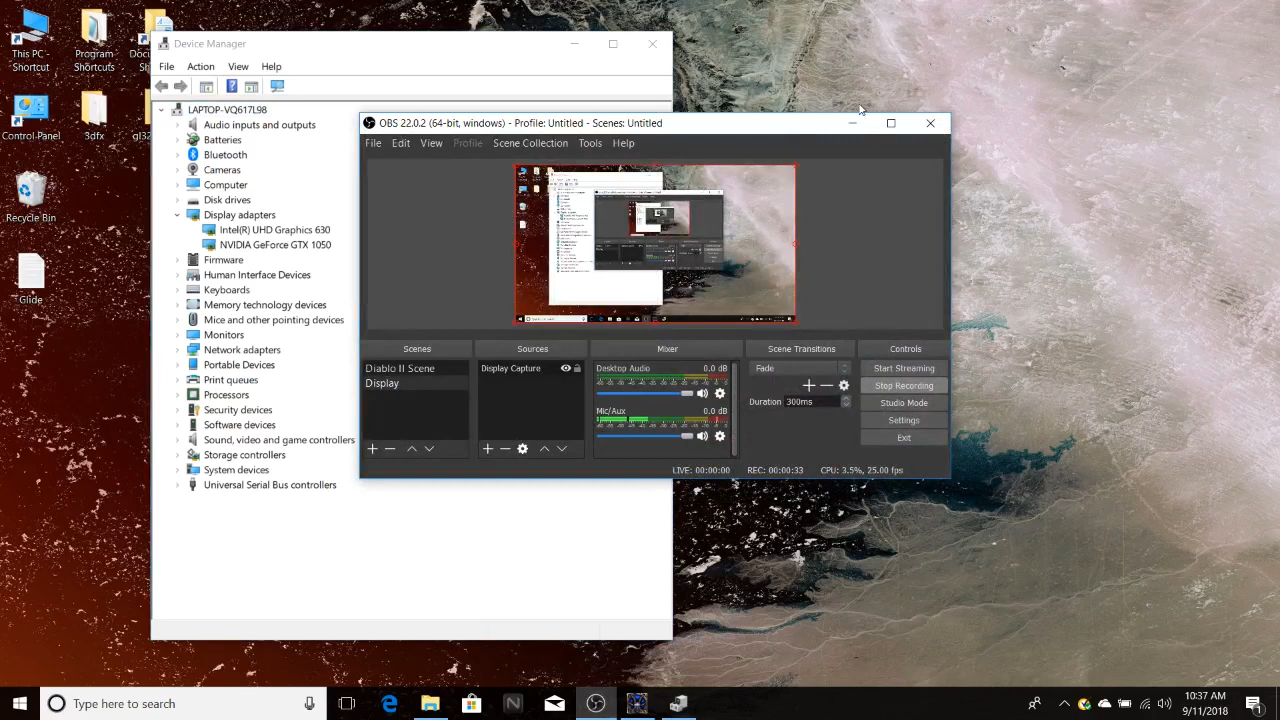 This PC - Shortcut
Program Shortcuts
Control-Panel
3dfx
Recycle Bin
Glide
Device Manager
File Action View Help
LAPTOP-VQ617L98
Audio inputs and outputs
Batteries
Bluetooth
Cameras
Computer
Disk drives
Display adapters
Intel(R) UHD Graphics 630
NVIDIA GeForce GTX 1050
Firmware
Human Interface Devices
Keyboards
Memory technology devices
Mice and other pointing devices
Monitors
Network adapters
Portable Devices
Print queues
Processors
Security devices
Software devices
Sound, video and game controllers
Storage controllers
System devices
Universal Serial Bus controllers
OBS 22.0.2 (64-bit, windows) - Profile: Untitled - Scenes: Untitled
File Edit View Profile Scene Collection Tools Help
Scenes
Diablo II Scene
Display
Sources
Display Capture
Mixer
Desktop Audio 0.0 dB
Mic/Aux 0.0 dB
Scene Transitions
Fade
Duration 300ms
Controls
Start Streaming
Stop Recording
Studio Mode
Settings
Exit
LIVE: 00:00:00 REC: 00:00:33 CPU: 3.5%, 25.00 fps
Type here to search
10:37 AM
9/11/2018